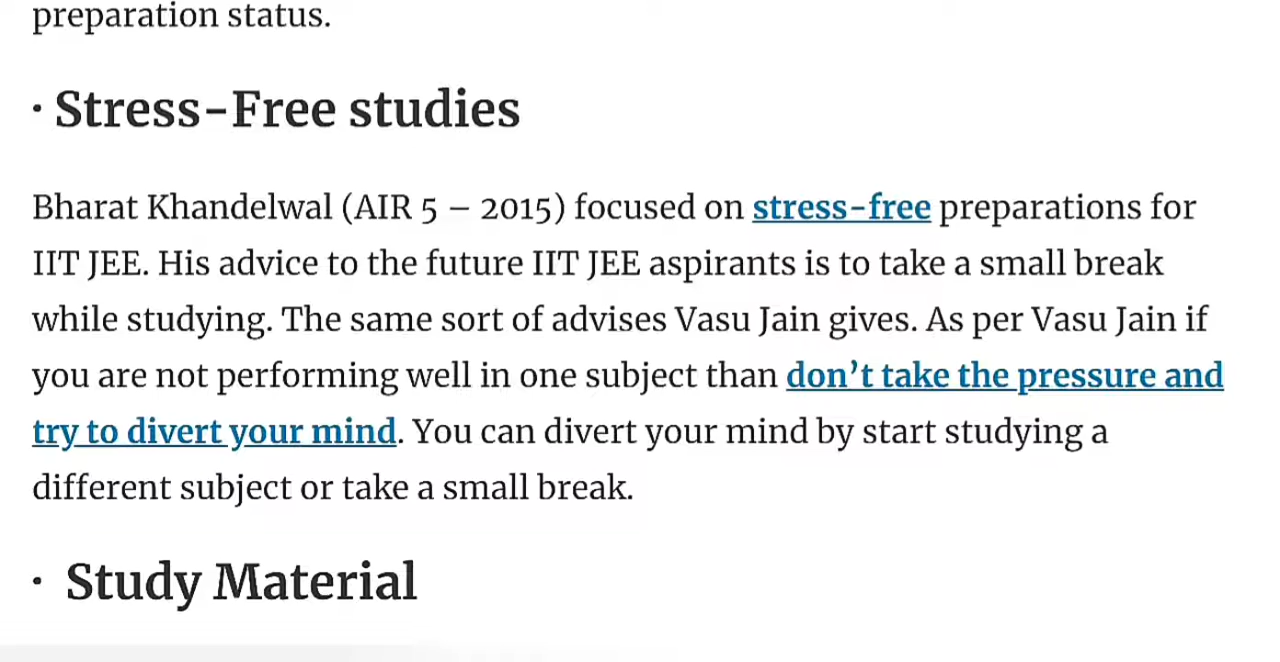 preparation status.
· Stress-Free studies
Bharat Khandelwal (AIR 5 – 2015) focused on stress-free preparations for
IIT JEE. His advice to the future IIT JEE aspirants is to take a small break
while studying. The same sort of advises Vasu Jain gives. As per Vasu Jain if
you are not performing well in one subject than don’t take the pressure and
try to divert your mind. You can divert your mind by start studying a
different subject or take a small break.
· Study Material